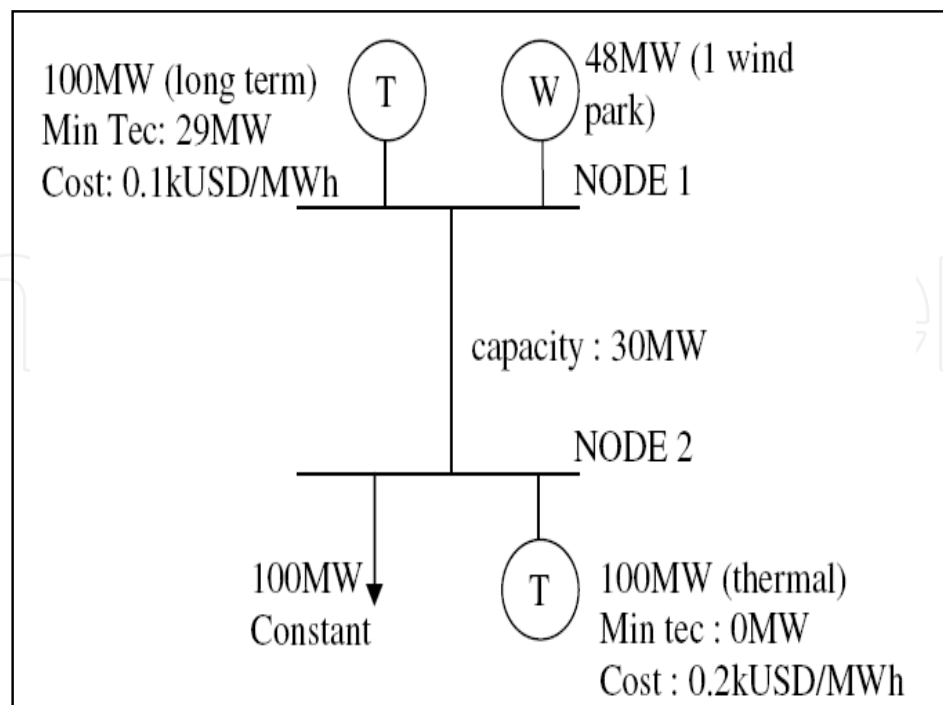 100MW (long term)
Min Tec: 29MW
Cost: 0.1kUSD/MWh
T
W
48MW (1 wind
park)
NODE 1
capacity : 30MW
NODE 2
100MW
Constant
T
100MW (thermal)
Min tec : 0MW
Cost : 0.2kUSD/MWh